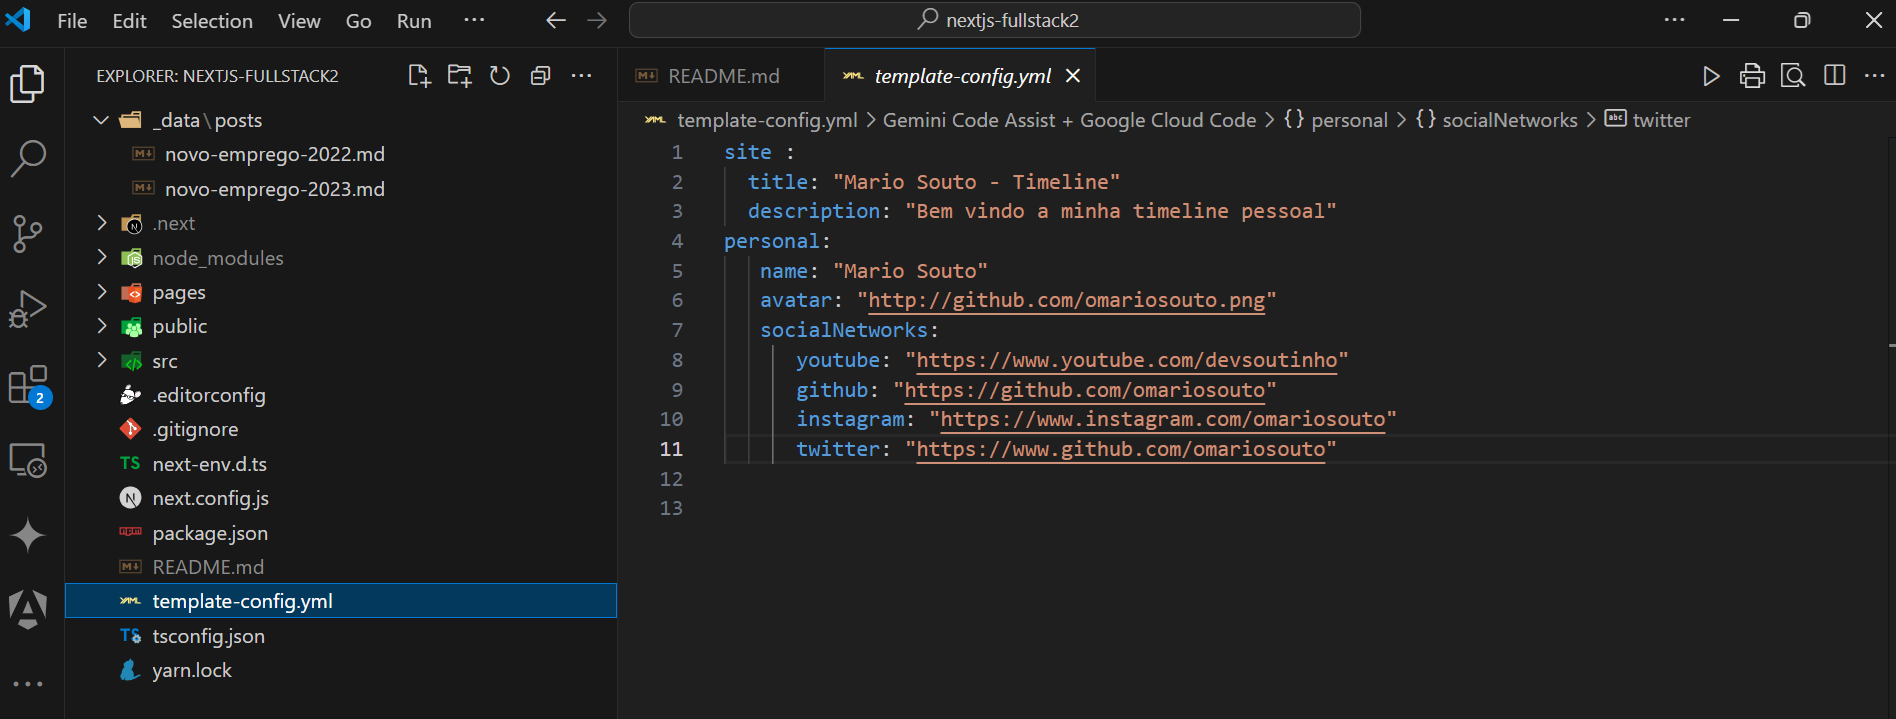 File Edit Selection View Go Run ··· nextjs-fullstack2 ···
EXPLORER: NEXTJS-FULLSTACK2 ···
_data\posts
novo-emprego-2022.md
novo-emprego-2023.md
.next
node_modules
pages
public
src
.editorconfig
.gitignore
TS next-env.d.ts
N next.config.js
npm package.json
M↓ README.md
YAML template-config.yml
TS tsconfig.json
yarn.lock
2
···
README.md template-config.yml ···
template-config.yml > Gemini Code Assist + Google Cloud Code > {} personal > {} socialNetworks > abc twitter
1 site :
2 title: "Mario Souto - Timeline"
3 description: "Bem vindo a minha timeline pessoal"
4 personal:
5 name: "Mario Souto"
6 avatar: "http://github.com/omariosouto.png"
7 socialNetworks:
8 youtube: "https://www.youtube.com/devsoutinho"
9 github: "https://github.com/omariosouto"
10 instagram: "https://www.instagram.com/omariosouto"
11 twitter: "https://www.github.com/omariosouto"
12
13